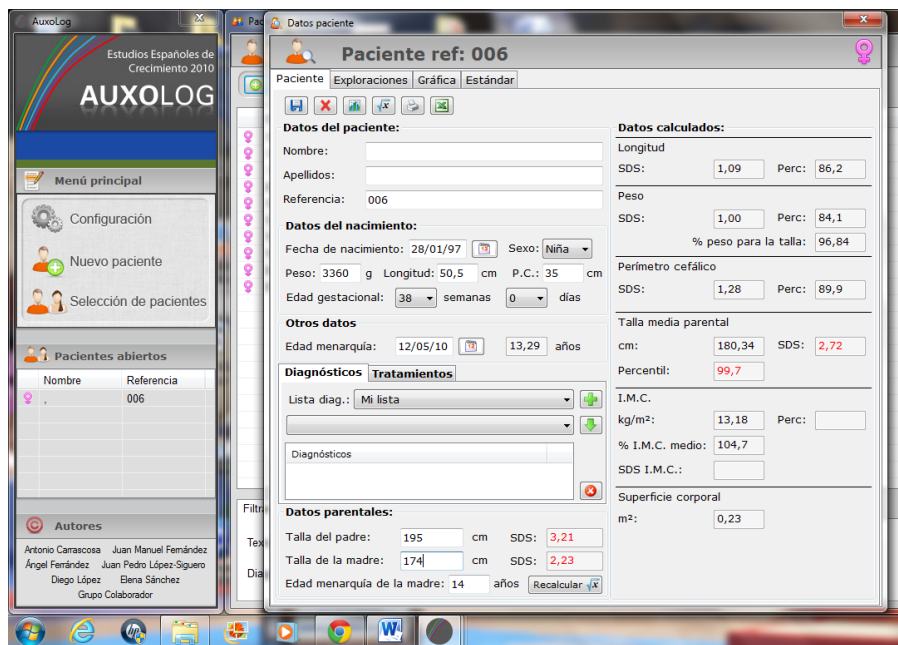 AuxoLog
Estudios Españoles de
Crecimiento 2010
AUXOLOG
Menú principal
Configuración
Nuevo paciente
Selección de pacientes
Pacientes abiertos
Nombre Referencia
, 006
Autores
Antonio Carrascosa Juan Manuel Fernández
Ángel Ferrández Juan Pedro López-Siguero
Diego López Elena Sánchez
Grupo Colaborador
Pac
Filtra
Tex
Dia
Datos paciente
Paciente ref: 006
Paciente Exploraciones Gráfica Estándar
Datos del paciente:
Nombre:
Apellidos:
Referencia: 006
Datos del nacimiento:
Fecha de nacimiento: 28/01/97 Sexo: Niña
Peso: 3360 g Longitud: 50,5 cm P.C.: 35 cm
Edad gestacional: 38 semanas 0 días
Otros datos
Edad menarquía: 12/05/10 13,29 años
Diagnósticos Tratamientos
Lista diag.: Mi lista
Diagnósticos
Datos parentales:
Talla del padre: 195 cm SDS: 3,21
Talla de la madre: 174 cm SDS: 2,23
Edad menarquía de la madre: 14 años Recalcular √x
Datos calculados:
Longitud
SDS: 1,09 Perc: 86,2
Peso
SDS: 1,00 Perc: 84,1
% peso para la talla: 96,84
Perímetro cefálico
SDS: 1,28 Perc: 89,9
Talla media parental
cm: 180,34 SDS: 2,72
Percentil: 99,7
I.M.C.
kg/m²: 13,18 Perc:
% I.M.C. medio: 104,7
SDS I.M.C.:
Superficie corporal
m²: 0,23